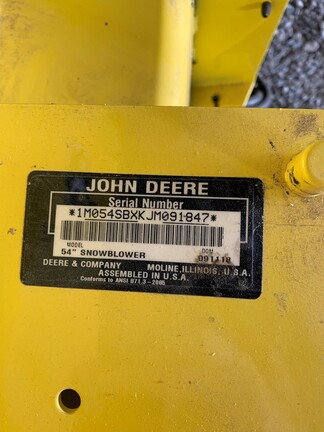 JOHN DEERE
Serial Number
*1M054SBXKJM091847*
MODEL DOM
54" SNOWBLOWER 091118
DEERE & COMPANY MOLINE, ILLINOIS, U.S.A.
ASSEMBLED IN U.S.A.
Conforms to ANSI B71.3-2005